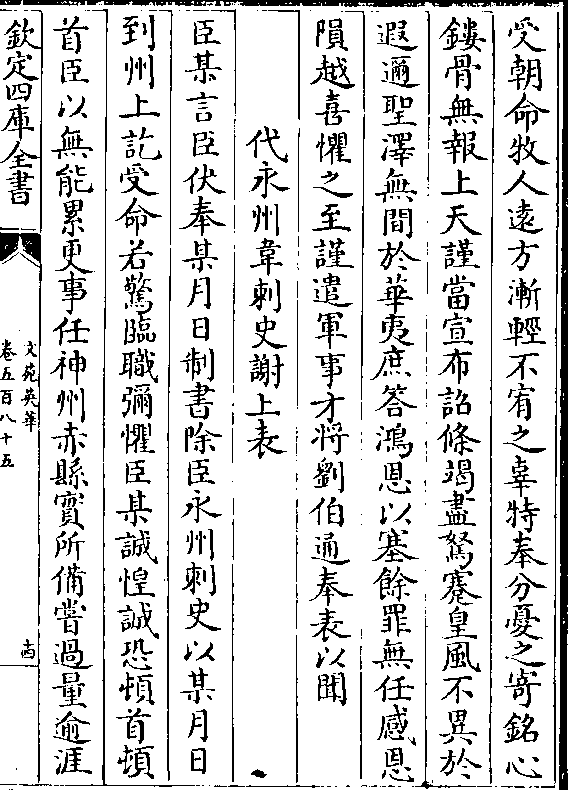 受朝命牧人遠方漸輕不宥之辜特奉分憂之寄銘心
鏤骨無報上天謹當宣布詔條竭盡駑蹇皇風不異於
遐邇聖澤無間於華夷庶答鴻恩以塞餘罪無任感恩
隕越喜懼之至謹遣軍事才将劉伯通奉表以聞
代永州韋刺史謝上表
臣某言臣伏奉某月日制書除臣永州刺史以某月日
到州上訖受命若驚臨職彌懼臣某誠惶誠恐頓首頓
首臣以無能累更事任神州赤縣實所備嘗過量逾涯
欽定四庫全書
文苑英華
卷五百八十五